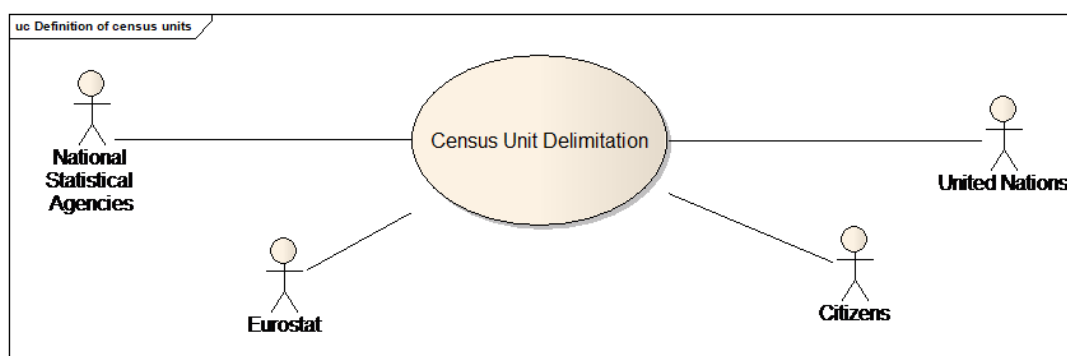 uc Definition of census units
Census Unit Delimitation
National
Statistical
Agencies
United Nations
Eurostat
Citizens